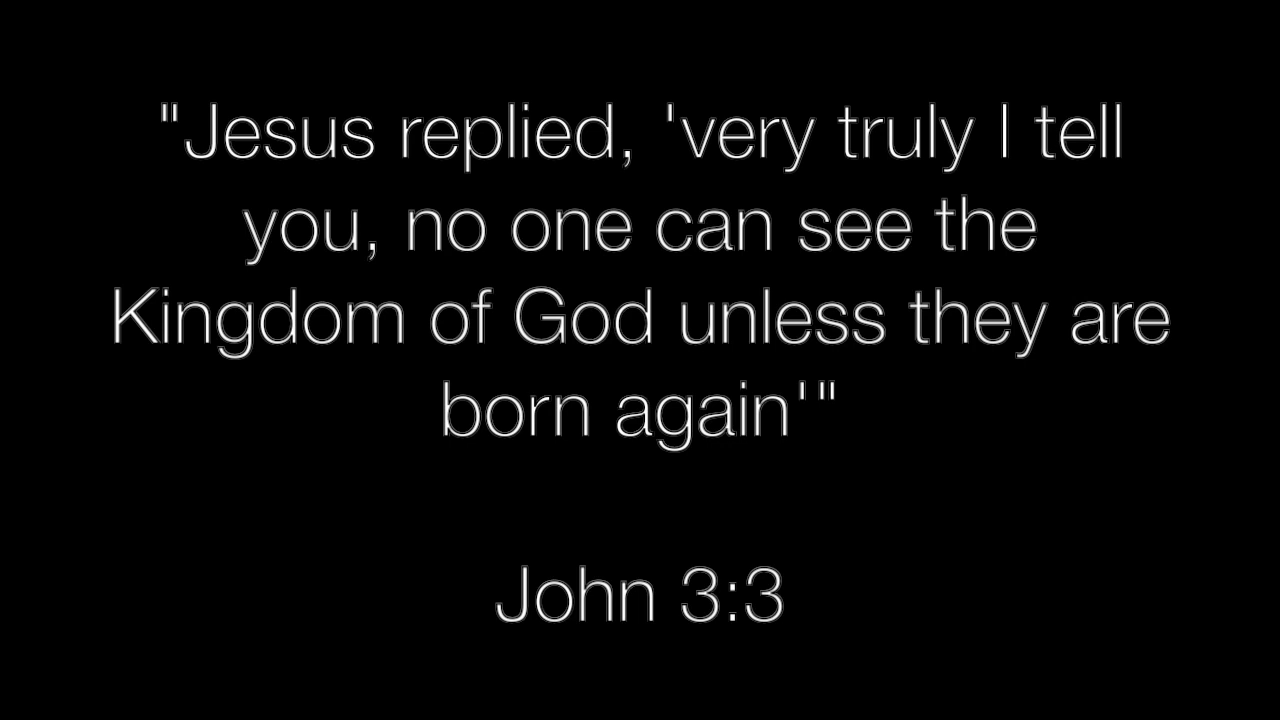 "Jesus replied, 'very truly I tell
you, no one can see the
Kingdom of God unless they are
born again'"
John 3:3